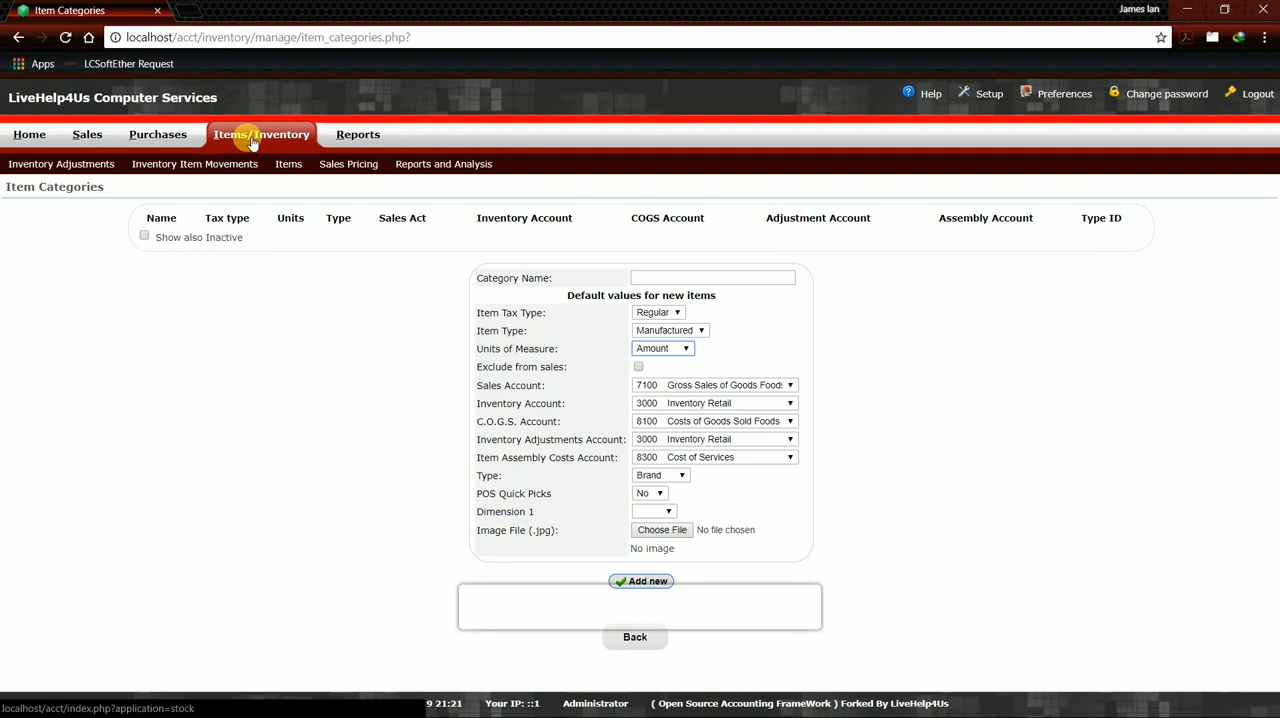 Item Categories
James Ian
localhost/acct/inventory/manage/item_categories.php?
Apps LCSoftEther Request
LiveHelp4Us Computer Services
Help Setup Preferences Change password Logout
Home Sales Purchases Items/Inventory Reports
Inventory Adjustments Inventory Item Movements Items Sales Pricing Reports and Analysis
Item Categories
Name Tax type Units Type Sales Act Inventory Account COGS Account Adjustment Account Assembly Account Type ID
Show also Inactive
Category Name:
Default values for new items
Item Tax Type: Regular
Item Type: Manufactured
Units of Measure: Amount
Exclude from sales:
Sales Account: 7100 Gross Sales of Goods Foods
Inventory Account: 3000 Inventory Retail
C.O.G.S. Account: 8100 Costs of Goods Sold Foods
Inventory Adjustments Account: 3000 Inventory Retail
Item Assembly Costs Account: 8300 Cost of Services
Type: Brand
POS Quick Picks No
Dimension 1
Image File (.jpg): Choose File No file chosen
No image
Add new
Back
localhost/acct/index.php?application=stock 9 21:21 Your IP: ::1 Administrator ( Open Source Accounting FrameWork ) Forked By LiveHelp4Us